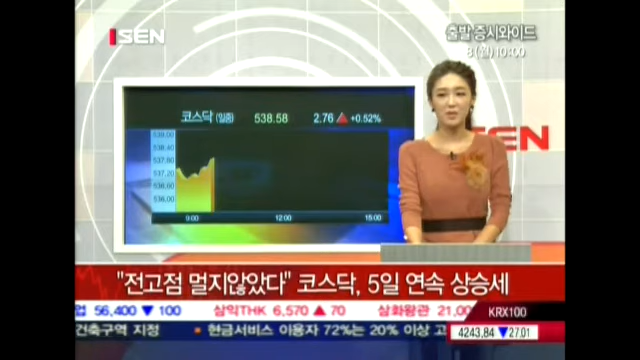 SEN
출발 증시와이드
8(월) 10:00
코스닥 (일중) 538.58 2.76 ▲ +0.52%
539.00
538.40
537.80
537.20
536.60
536.00
9:00 12:00 15:00
SEN
"전고점 멀지않았다" 코스닥, 5일 연속 상승세
업 56,400 ▼ 100 삼익THK 6,570 ▲ 70 삼화왕관 21,00
KRX100
건축구역 지정 현금서비스 이용자 72%는 20% 이상 고
4243.84 ▼27.01